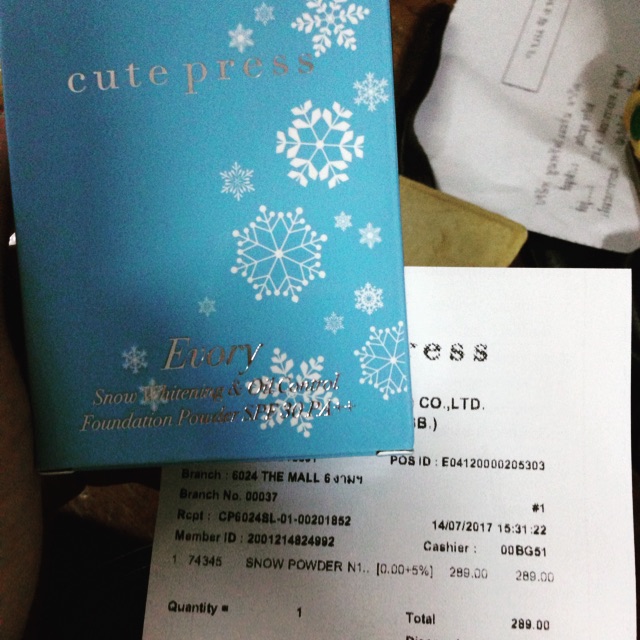 cute press
Evory
Snow Whitening & Oil Control
Foundation Powder SPF 30 PA++
ress
CO.,LTD.
B.)
POS ID : E04120000205303
Branch : 6024 THE MALL 6 งามฯ
Branch No. 00037
#1
Rcpt : CP6024SL-01-00201852
14/07/2017 15:31:22
Member ID : 2001214824992
Cashier : 00BG51
1 74345 SNOW POWDER N1.. [0.00+5%] 289.00 289.00
Quantity = 1 Total 289.00